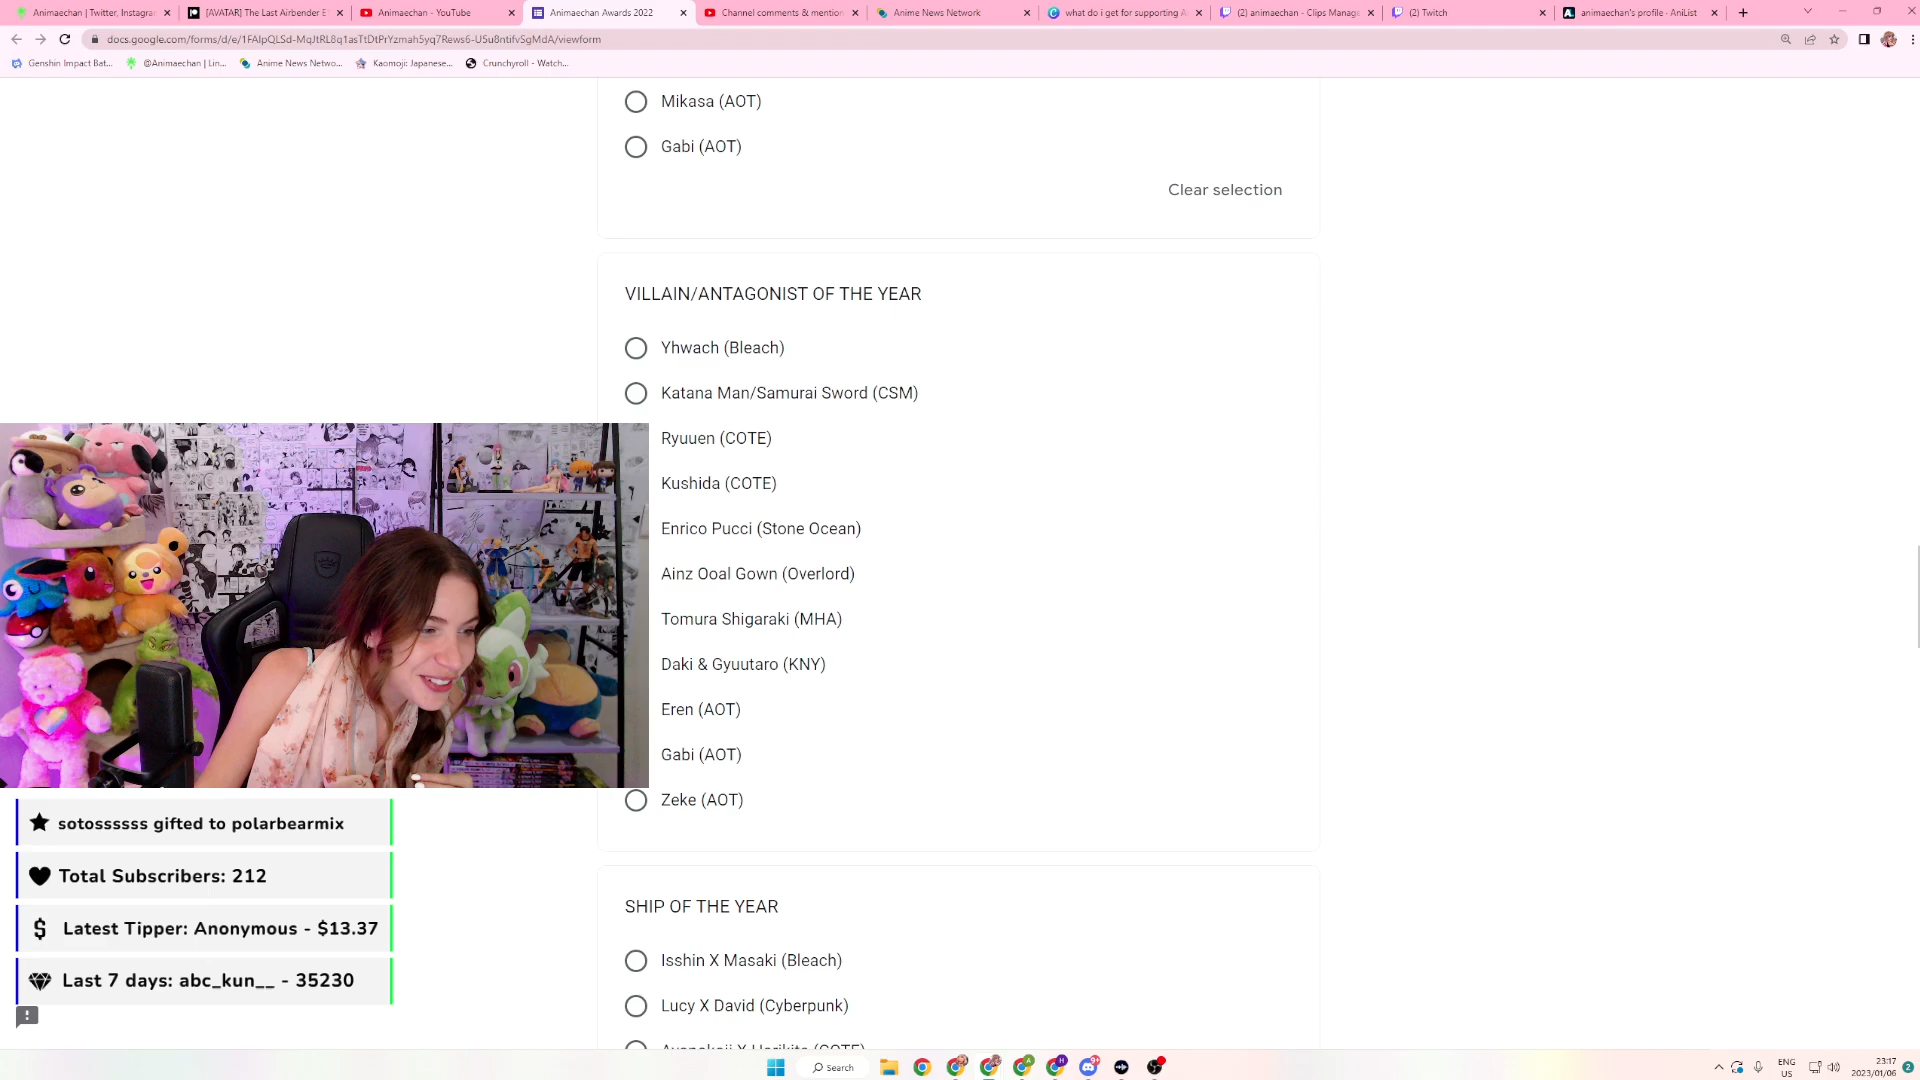 Animaechan | Twitter, Instagra
[AVATAR] The Last Airbender E
Animaechan - YouTube
Animaechan Awards 2022
Channel comments & mention
Anime News Network
what do i get for supporting A
(2) animaechan - Clips Manag
(2) Twitch
animaechan's profile · AniList
docs.google.com/forms/d/e/1FAIpQLSd-MqJtRL8q1asTtDtPrYzmah5yq7Rews6-U5u8ntifvSgMdA/viewform
Genshin Impact Bat...
@Animaechan | Lin...
Anime News Netwo...
Kaomoji: Japanese...
Crunchyroll - Watch...
Mikasa (AOT)
Gabi (AOT)
Clear selection
VILLAIN/ANTAGONIST OF THE YEAR
Yhwach (Bleach)
Katana Man/Samurai Sword (CSM)
Ryuuen (COTE)
Kushida (COTE)
Enrico Pucci (Stone Ocean)
Ainz Ooal Gown (Overlord)
Tomura Shigaraki (MHA)
Daki & Gyuutaro (KNY)
Eren (AOT)
Gabi (AOT)
Zeke (AOT)
sotossssss gifted to polarbearmix
Total Subscribers: 212
Latest Tipper: Anonymous - $13.37
Last 7 days: abc_kun__ - 35230
SHIP OF THE YEAR
Isshin X Masaki (Bleach)
Lucy X David (Cyberpunk)
Ayanokoji X Horikita (COTE)
Search
ENG
US
23:17
2023/01/06
2